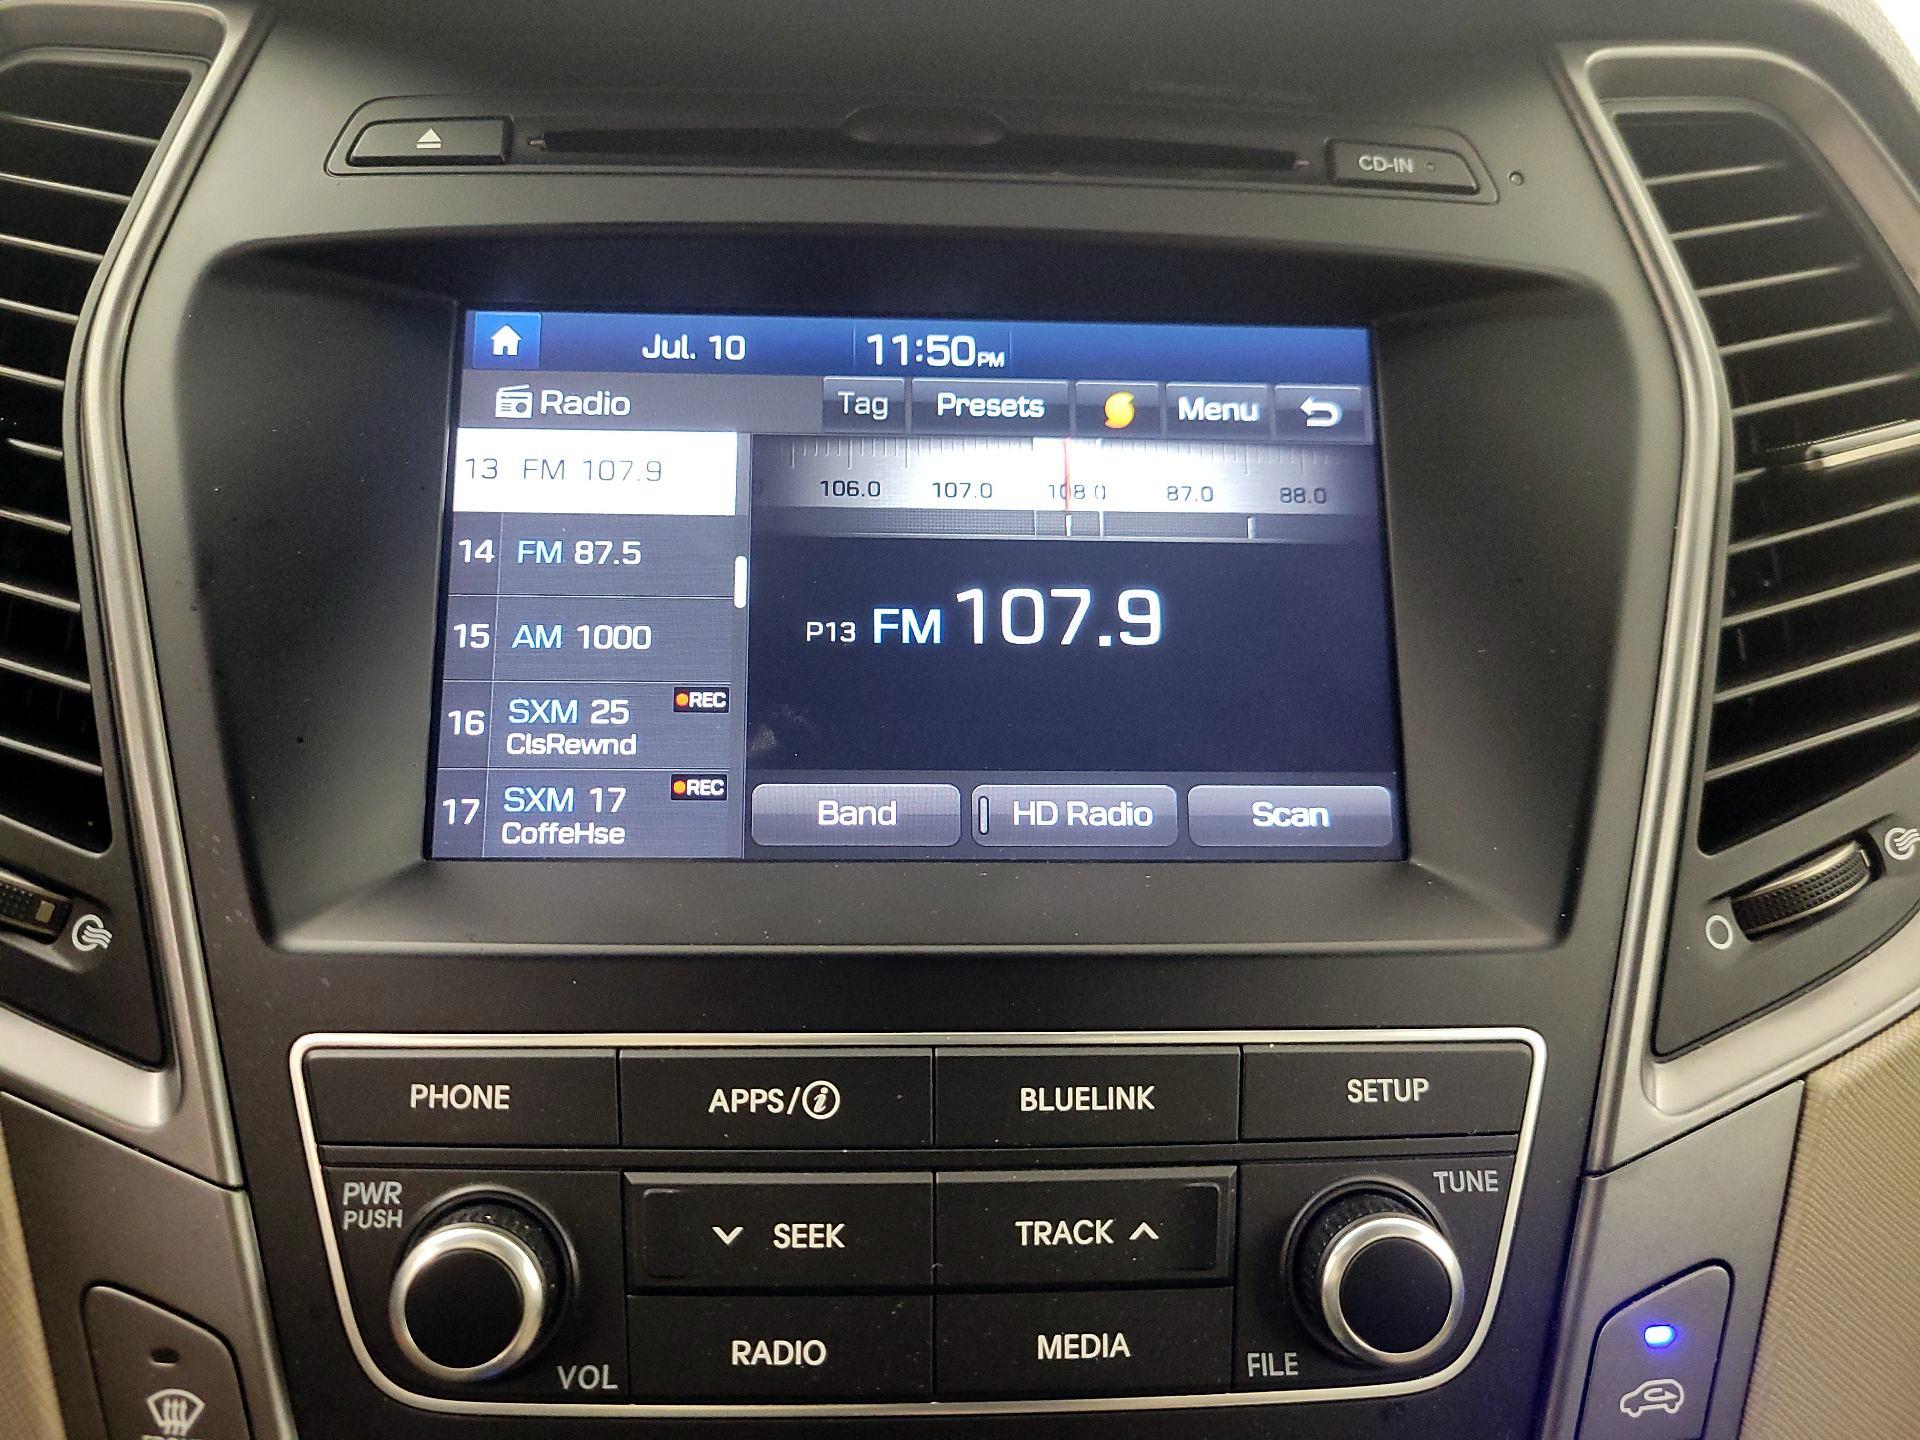 CD-IN
Jul. 10 11:50PM
Radio Tag Presets Menu
13 FM 107.9
106.0 107.0 108.0 87.0 88.0
14 FM 87.5
P13 FM 107.9
15 AM 1000
16 SXM 25 REC
ClsRewnd
17 SXM 17 REC
CoffeHse
Band HD Radio Scan
PHONE APPS/i BLUELINK SETUP
PWR
PUSH
SEEK TRACK
TUNE
RADIO MEDIA
VOL
FILE